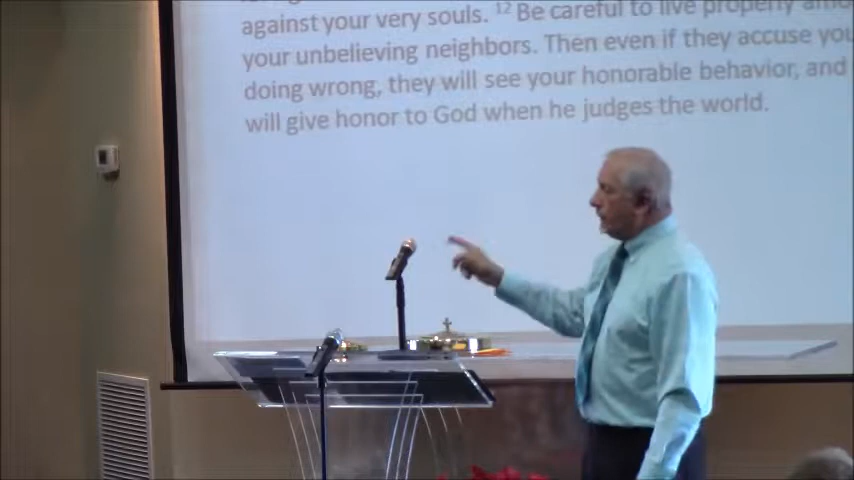 against your very souls. ¹² Be careful to live properly among
your unbelieving neighbors. Then even if they accuse you
doing wrong, they will see your honorable behavior, and
will give honor to God when he judges the world.